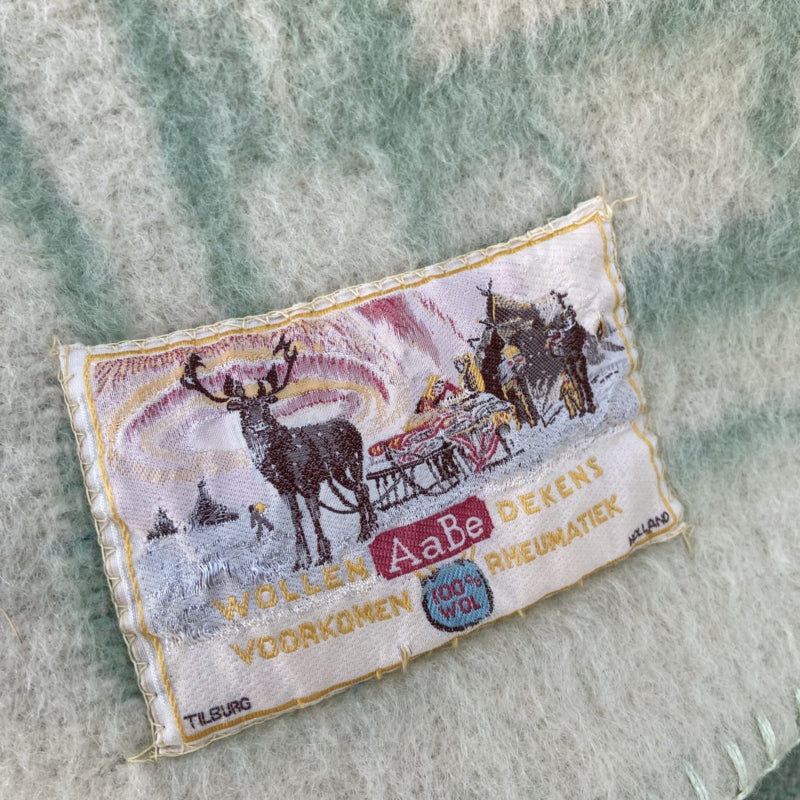 WOLLEN AaBe DEKENS
VOORKOMEN RHEUMATIEK
100%
WOL
TILBURG
HOLLAND